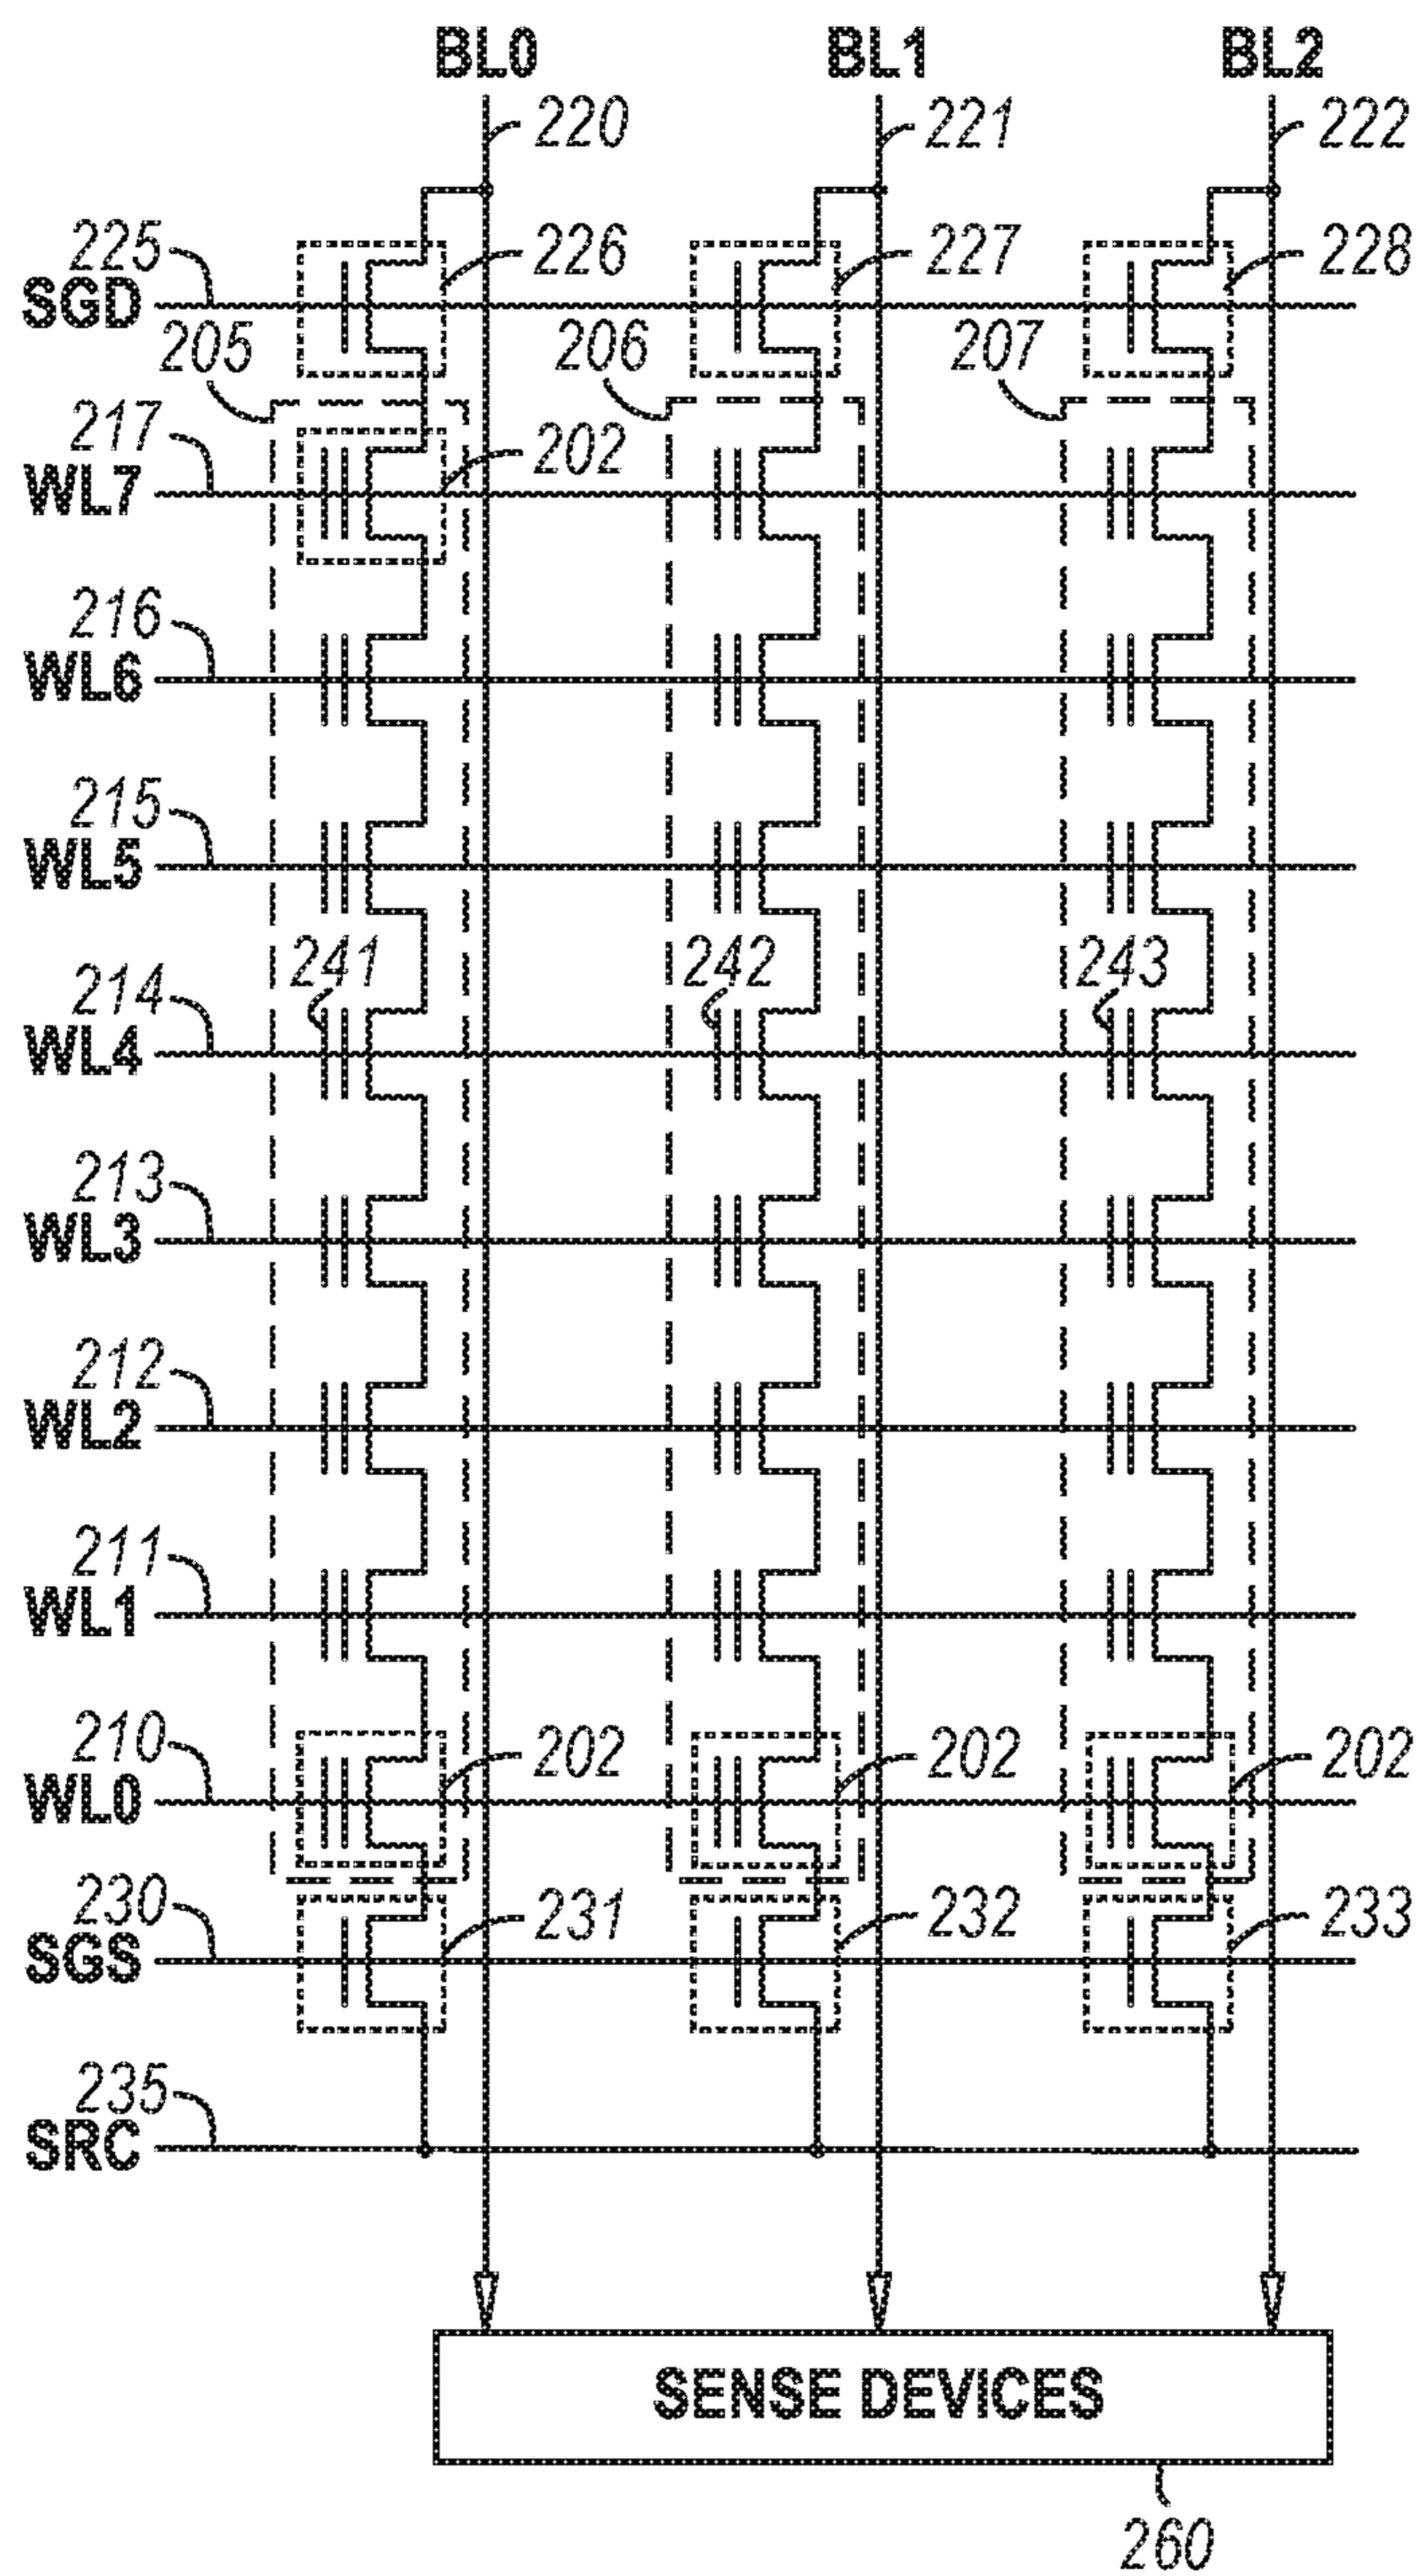 BL0 BL1 BL2
220 221 222
225 226 227 228
SGD
205 206 207
217 202
WL7
216
WL6
215
WL5
241 242 243
214
WL4
213
WL3
212
WL2
211
WL1
210 202 202 202
WL0
230 231 232 233
SGS
235
SRC
SENSE DEVICES
260